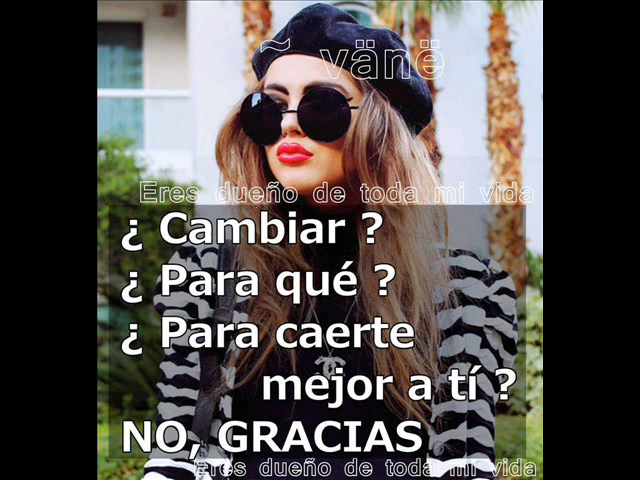 ~ vänë
Eres dueño de toda mi vida
¿ Cambiar ?
¿ Para qué ?
¿ Para caerte
mejor a tí ?
NO, GRACIAS
Eres dueño de toda mi vida